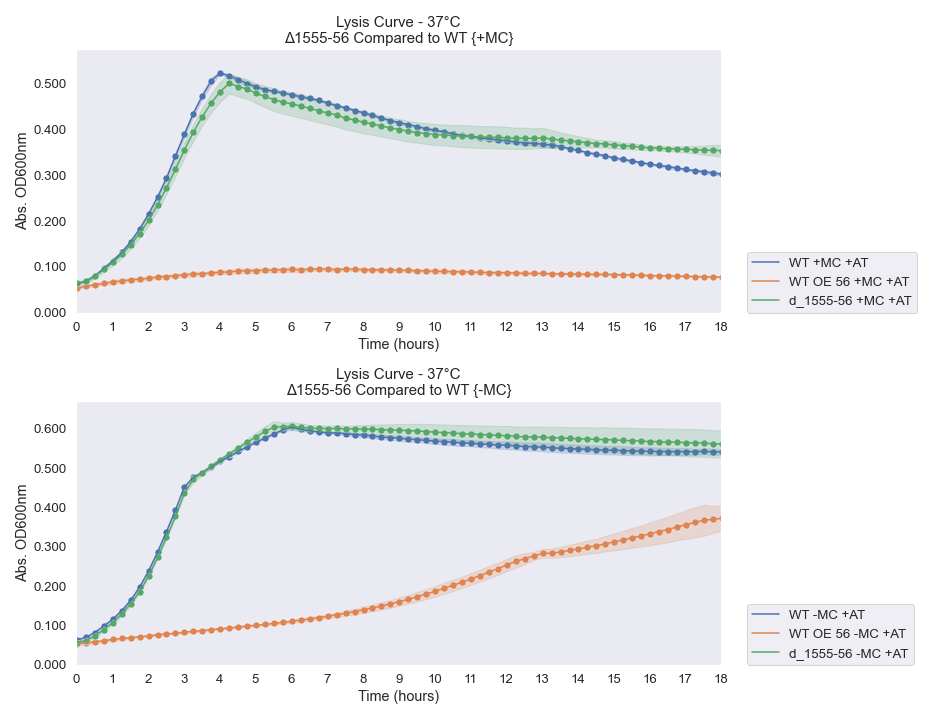 Lysis Curve - 37°C
Δ1555-56 Compared to WT {+MC}
Abs. OD600nm
0.500
0.400
0.300
0.200
0.100
0.000
0 1 2 3 4 5 6 7 8 9 10 11 12 13 14 15 16 17 18
Time (hours)
WT +MC +AT
WT OE 56 +MC +AT
d_1555-56 +MC +AT
Lysis Curve - 37°C
Δ1555-56 Compared to WT {-MC}
Abs. OD600nm
0.600
0.500
0.400
0.300
0.200
0.100
0.000
0 1 2 3 4 5 6 7 8 9 10 11 12 13 14 15 16 17 18
Time (hours)
WT -MC +AT
WT OE 56 -MC +AT
d_1555-56 -MC +AT